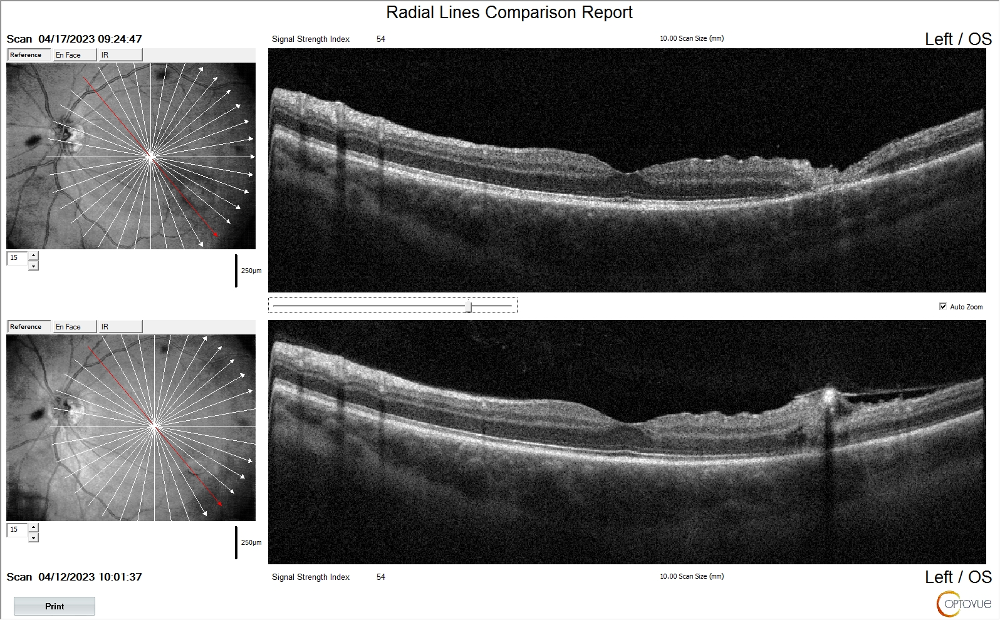 Radial Lines Comparison Report
Scan 04/17/2023 09:24:47
Signal Strength Index 54
10.00 Scan Size (mm)
Left / OS
Reference En Face IR
15
250µm
Auto Zoom
Reference En Face IR
15
250µm
Scan 04/12/2023 10:01:37
Signal Strength Index 54
10.00 Scan Size (mm)
Left / OS
Print
OPTOVUE